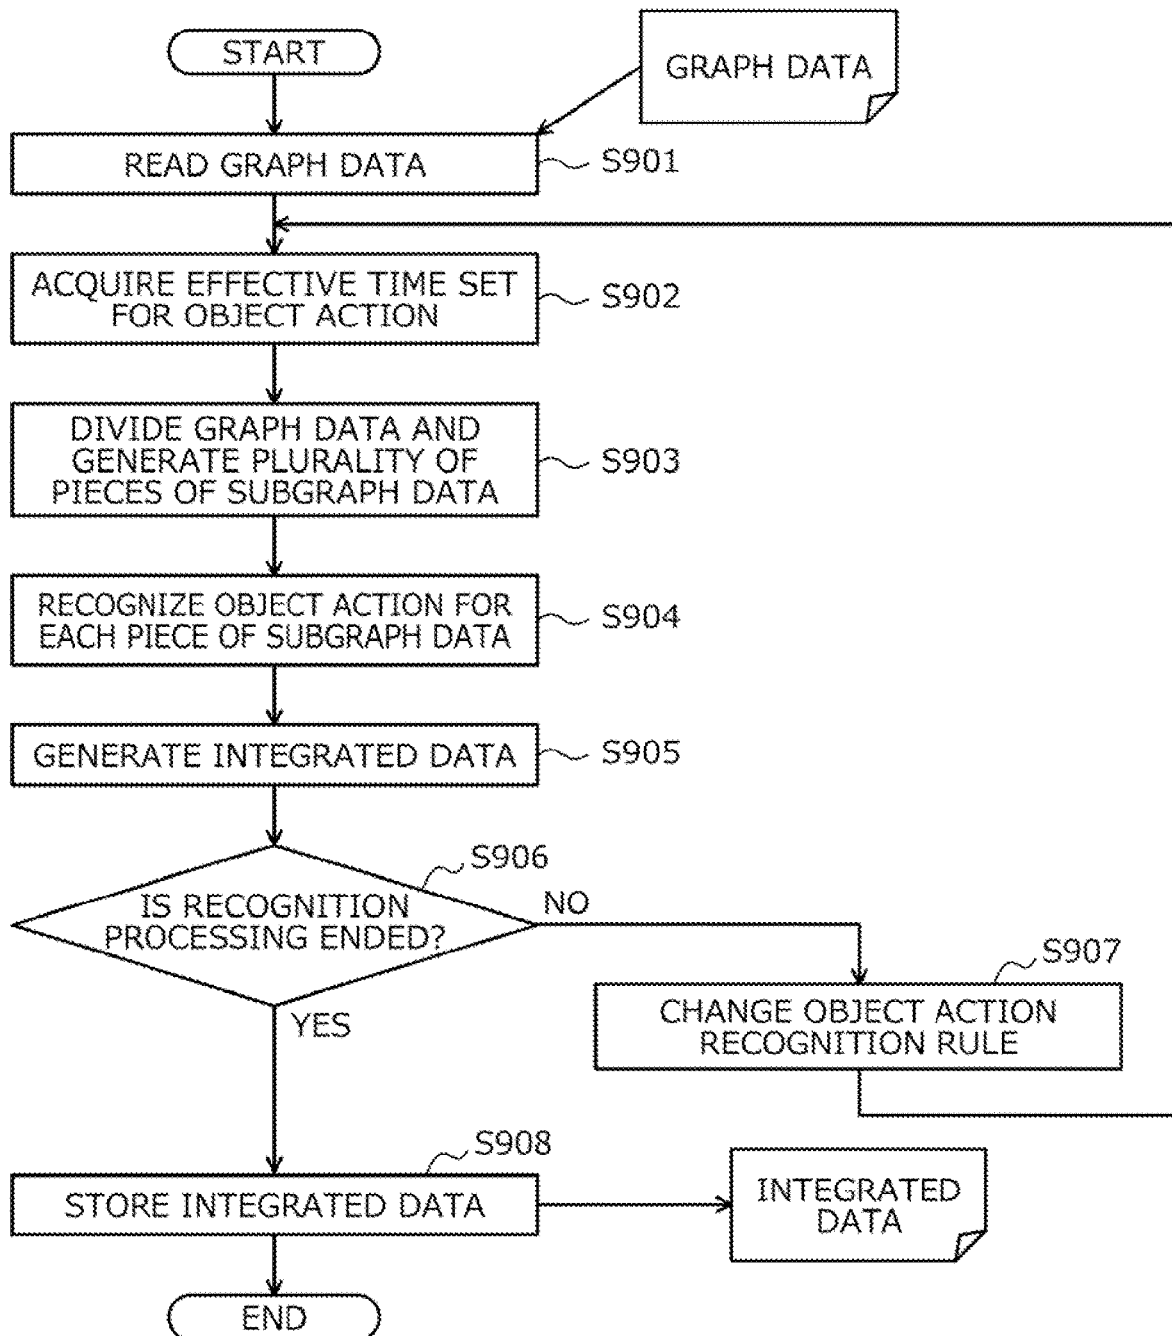 START
GRAPH DATA
READ GRAPH DATA
S901
ACQUIRE EFFECTIVE TIME SET
FOR OBJECT ACTION
S902
DIVIDE GRAPH DATA AND
GENERATE PLURALITY OF
PIECES OF SUBGRAPH DATA
S903
RECOGNIZE OBJECT ACTION FOR
EACH PIECE OF SUBGRAPH DATA
S904
GENERATE INTEGRATED DATA
S905
S906
IS RECOGNITION
PROCESSING ENDED?
NO
YES
S907
CHANGE OBJECT ACTION
RECOGNITION RULE
S908
STORE INTEGRATED DATA
INTEGRATED
DATA
END